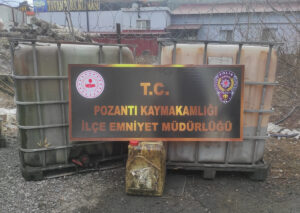 T.C.
POZANTI KAYMAKAMLIĞI
İLÇE EMNİYET MÜDÜRLÜĞÜ